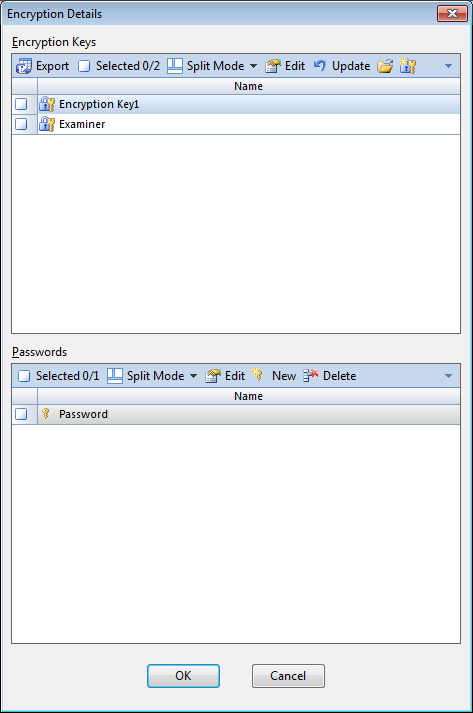 Encryption Details
Encryption Keys
Export Selected 0/2 Split Mode Edit Update
Name
Encryption Key1
Examiner
Passwords
Selected 0/1 Split Mode Edit New Delete
Name
Password
OK Cancel